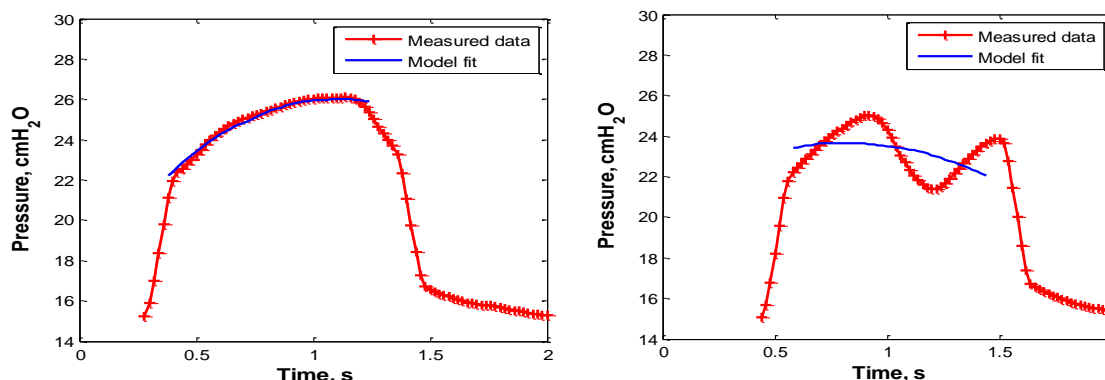 30
28
26
24
22
20
18
16
14
0 0.5 1 1.5 2
Pressure, cmH2O
Time, s
Measured data
Model fit
30
28
26
24
22
20
18
16
14
0 0.5 1 1.5
Pressure, cmH2O
Time, s
Measured data
Model fit